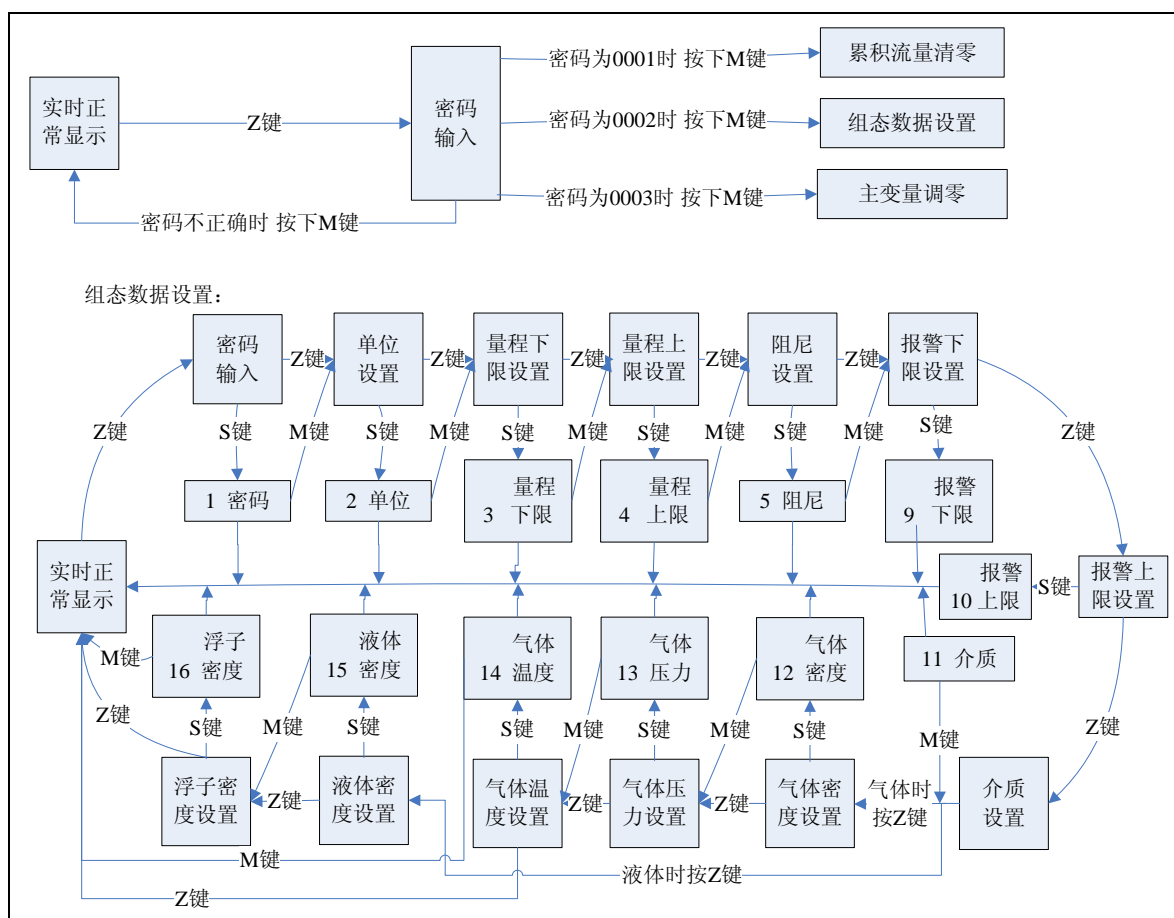 密码为0001时 按下M键
累积流量清零
实时正
常显示
Z键
密码
输入
密码为0002时 按下M键
组态数据设置
密码为0003时 按下M键
主变量调零
密码不正确时 按下M键
组态数据设置：
密码
输入
Z键
单位
设置
Z键
量程下
限设置
Z键
量程上
限设置
Z键
阻尼
设置
Z键
报警下
限设置
Z键
S键
M键
S键
M键
S键
M键
S键
M键
S键
M键
S键
Z键
1 密码
2 单位
量程
3 下限
量程
4 上限
5 阻尼
报警
9 下限
实时正
常显示
报警
10 上限
S键
报警上
限设置
M键
浮子
16 密度
液体
15 密度
气体
14 温度
气体
13 压力
气体
12 密度
11 介质
Z键
S键
M键
S键
S键
M键
S键
M键
S键
M键
Z键
浮子密
度设置
Z键
液体密
度设置
气体温
度设置
Z键
气体压
力设置
Z键
气体密
度设置
气体时
按Z键
介质
设置
M键
液体时按Z键
Z键